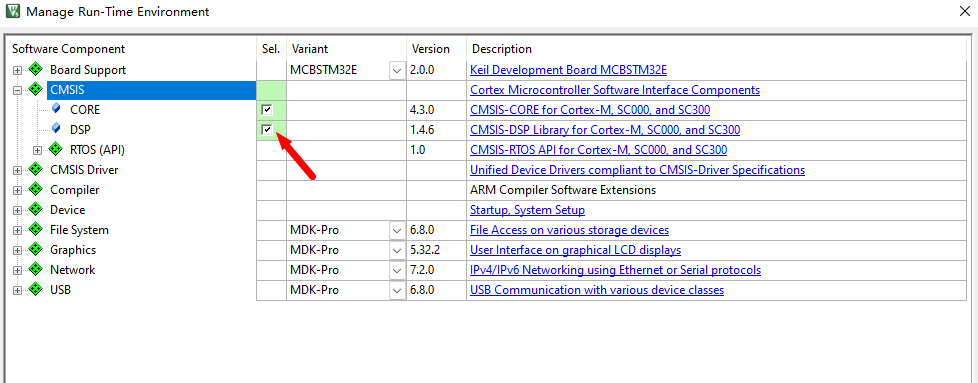 Manage Run-Time Environment
Software Component Sel. Variant Version Description
Board Support MCBSTM32E 2.0.0 Keil Development Board MCBSTM32E
CMSIS Cortex Microcontroller Software Interface Components
CORE 4.3.0 CMSIS-CORE for Cortex-M, SC000, and SC300
DSP 1.4.6 CMSIS-DSP Library for Cortex-M, SC000, and SC300
RTOS (API) 1.0 CMSIS-RTOS API for Cortex-M, SC000, and SC300
CMSIS Driver Unified Device Drivers compliant to CMSIS-Driver Specifications
Compiler ARM Compiler Software Extensions
Device Startup, System Setup
File System MDK-Pro 6.8.0 File Access on various storage devices
Graphics MDK-Pro 5.32.2 User Interface on graphical LCD displays
Network MDK-Pro 7.2.0 IPv4/IPv6 Networking using Ethernet or Serial protocols
USB MDK-Pro 6.8.0 USB Communication with various device classes